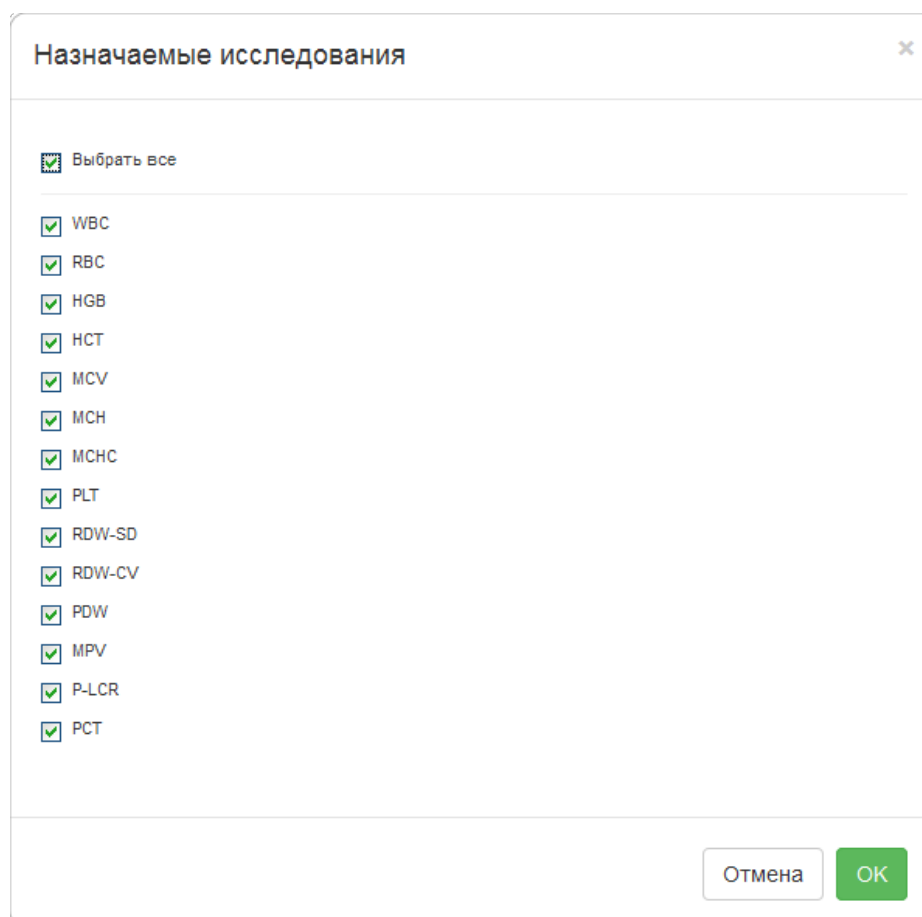 Назначаемые исследования
Выбрать все
WBC
RBC
HGB
HCT
MCV
MCH
MCHC
PLT
RDW-SD
RDW-CV
PDW
MPV
P-LCR
PCT
Отмена
OK